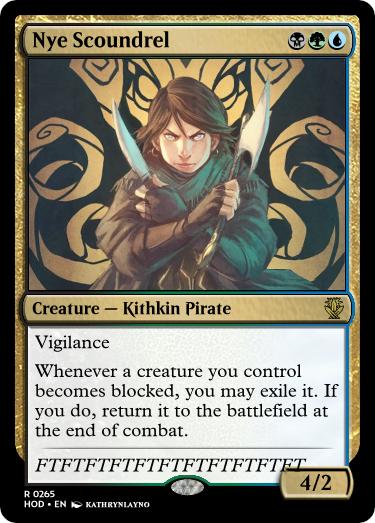 Nye Scoundrel
Creature — Kithkin Pirate
Vigilance
Whenever a creature you control
becomes blocked, you may exile it. If
you do, return it to the battlefield at
the end of combat.
FTFTFTFTFTFTFTFTFTFTFTFT
4/2
R 0265
HOD • EN KATHRYNLAYNO